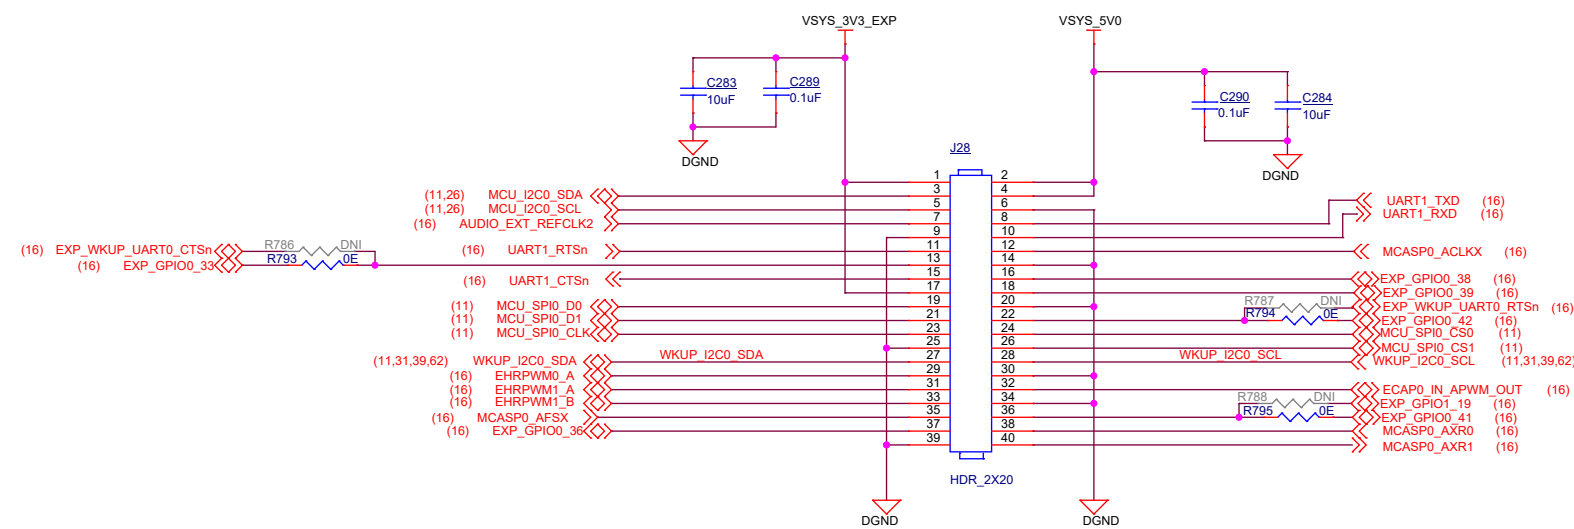 VSYS_3V3_EXP
VSYS_5V0
C283
10uF
C289
0.1uF
C290
0.1uF
C284
10uF
DGND
DGND
J28
1 2
(11,26) MCU_I2C0_SDA 3 4
(11,26) MCU_I2C0_SCL 5 6 UART1_TXD (16)
(16) AUDIO_EXT_REFCLK2 7 8 UART1_RXD (16)
9 10
(16) EXP_WKUP_UART0_CTSn R786 DNI (16) UART1_RTSn 11 12 MCASP0_ACLKX (16)
(16) EXP_GPIO0_33 R793 0E 13 14
(16) UART1_CTSn 15 16 EXP_GPIO0_38 (16)
17 18 EXP_GPIO0_39 (16)
(11) MCU_SPI0_D0 19 20 R787 DNI EXP_WKUP_UART0_RTSn (16)
(11) MCU_SPI0_D1 21 22 R794 0E EXP_GPIO0_42 (16)
(11) MCU_SPI0_CLK 23 24 MCU_SPI0_CS0 (11)
25 26 MCU_SPI0_CS1 (11)
(11,31,39,62) WKUP_I2C0_SDA WKUP_I2C0_SDA 27 28 WKUP_I2C0_SCL WKUP_I2C0_SCL (11,31,39,62)
(16) EHRPWM0_A 29 30
(16) EHRPWM1_A 31 32 ECAP0_IN_APWM_OUT (16)
(16) EHRPWM1_B 33 34 R788 DNI EXP_GPIO1_19 (16)
(16) MCASP0_AFSX 35 36 R795 0E EXP_GPIO0_41 (16)
(16) EXP_GPIO0_36 37 38 MCASP0_AXR0 (16)
39 40 MCASP0_AXR1 (16)
HDR_2X20
DGND
DGND